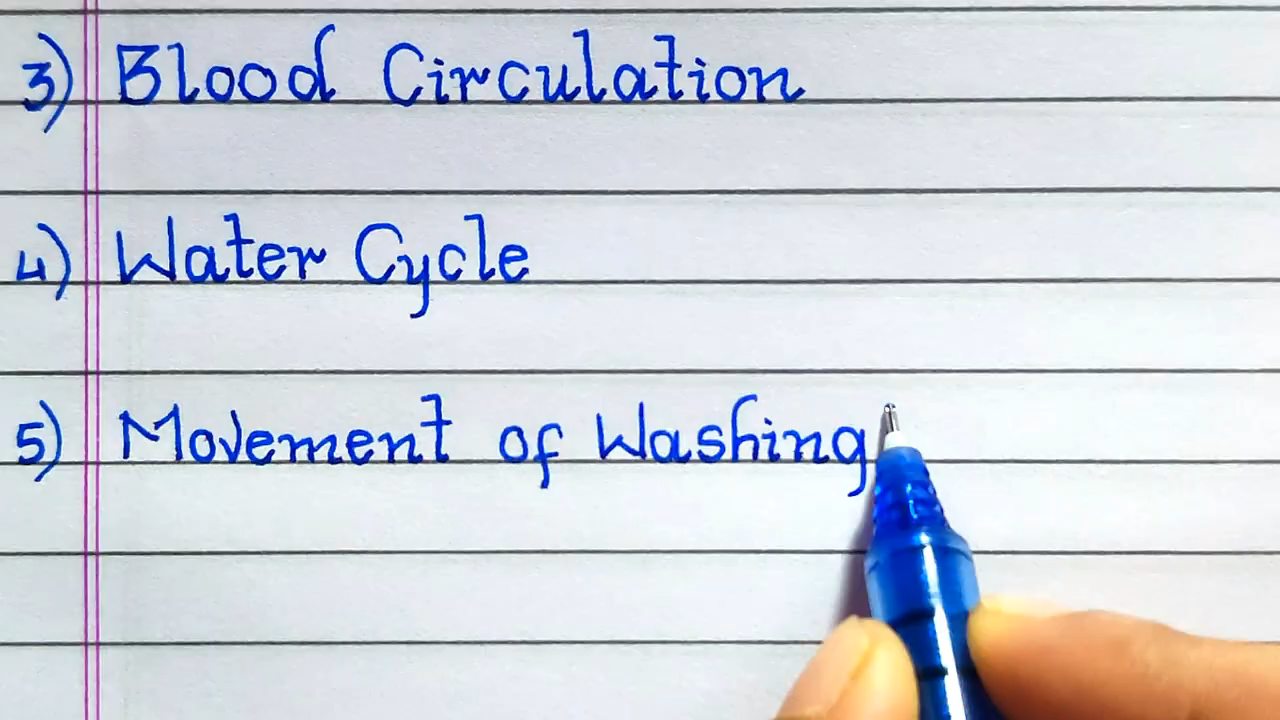 3) Blood Circulation
4) Water Cycle
5) Movement of Washing